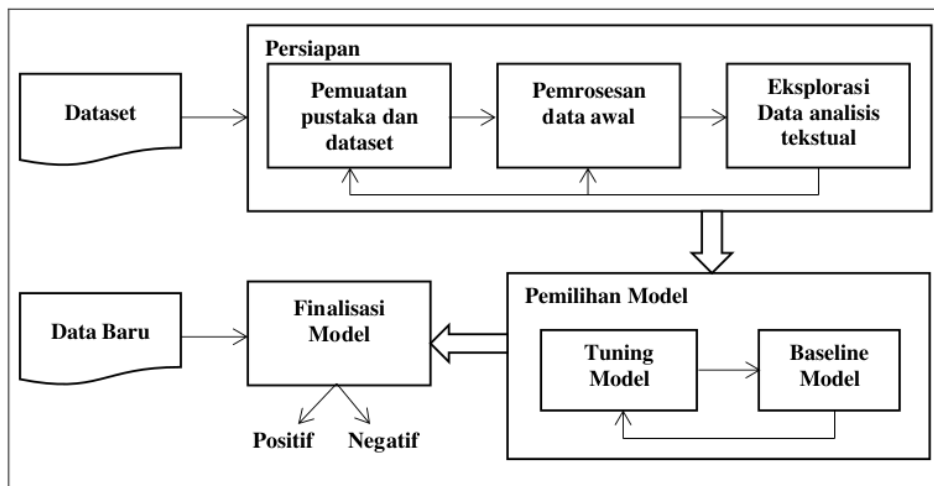 Persiapan
Dataset
Pemuatan
pustaka dan
dataset
Pemrosesan
data awal
Eksplorasi
Data analisis
tekstual
Pemilihan Model
Data Baru
Finalisasi
Model
Tuning
Model
Baseline
Model
Positif
Negatif